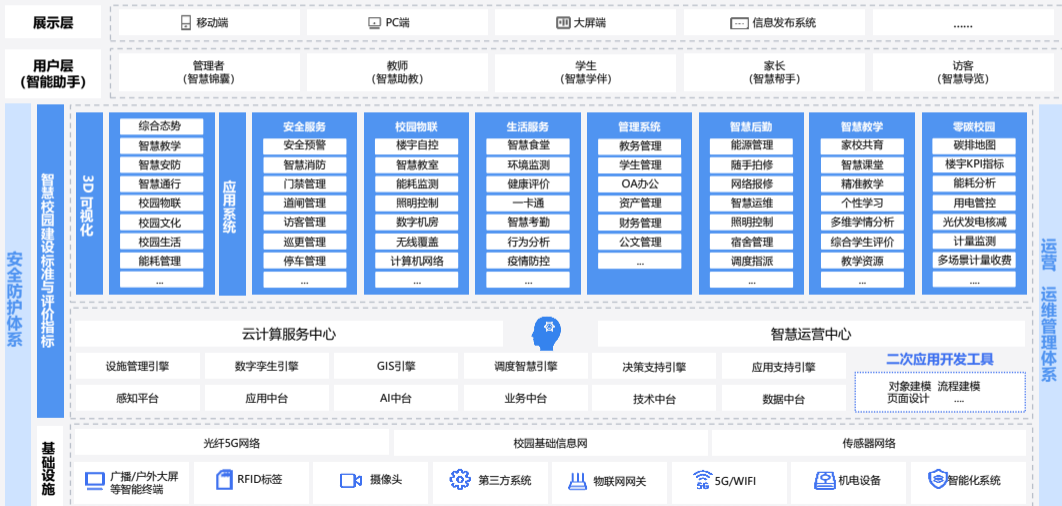 展示层
移动端
PC端
大屏端
信息发布系统
......
用户层
(智能助手)
管理者
(智慧锦囊)
教师
(智慧助教)
学生
(智慧学伴)
家长
(智慧帮手)
访客
(智慧导览)
安全防护体系
智慧校园建设标准与评价指标
3D可视化
综合态势
智慧教学
智慧安防
智慧通行
校园物联
校园文化
校园生活
能耗管理
...
应用系统
安全服务
安全预警
智慧消防
门禁管理
道闸管理
访客管理
巡更管理
停车管理
...
校园物联
楼宇自控
智慧教室
能耗监测
照明控制
数字机房
无线覆盖
计算机网络
...
生活服务
智慧食堂
环境监测
健康评价
一卡通
智慧考勤
行为分析
疫情防控
...
管理系统
教务管理
学生管理
OA办公
资产管理
财务管理
公文管理
...
智慧后勤
能源管理
随手拍修
网络报修
智慧运维
照明控制
宿舍管理
调度指派
...
智慧教学
家校共育
智慧课堂
精准教学
个性学习
多维学情分析
综合学生评价
教学资源
...
零碳校园
碳排地图
楼宇KPI指标
能耗分析
用电管控
光伏发电核减
计量监测
多场景计量收费
....
运营 运维管理体系
云计算服务中心
智慧运营中心
设施管理引擎
数字孪生引擎
GIS引擎
调度智慧引擎
决策支持引擎
应用支持引擎
感知平台
应用中台
AI中台
业务中台
技术中台
数据中台
二次应用开发工具
对象建模 流程建模
页面设计 ....
基础设施
光纤5G网络
校园基础信息网
传感器网络
广播/户外大屏
等智能终端
RFID标签
摄像头
第三方系统
物联网网关
5G
5G/WIFI
机电设备
智能化系统